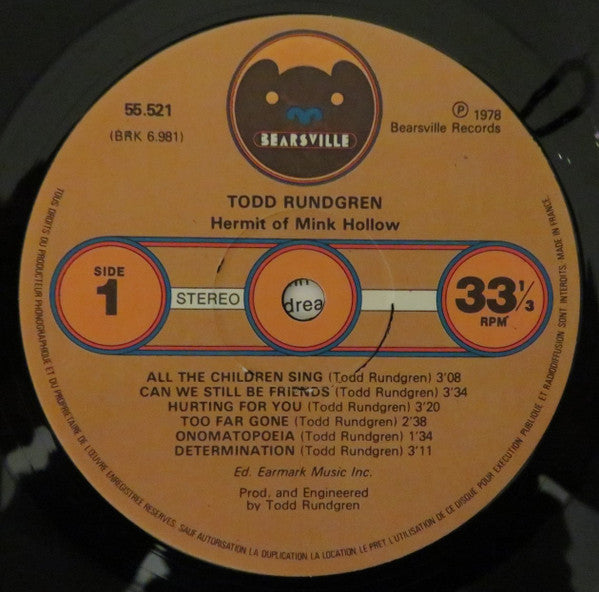 BEARSVILLE
55.521
(BRK 6.981)
Ⓟ 1978
Bearsville Records
TODD RUNDGREN
Hermit of Mink Hollow
SIDE
1
STEREO
drea
33 1/3
RPM
ALL THE CHILDREN SING (Todd Rundgren) 3'08
CAN WE STILL BE FRIENDS (Todd Rundgren) 3'34
HURTING FOR YOU (Todd Rundgren) 3'20
TOO FAR GONE (Todd Rundgren) 2'38
ONOMATOPOEIA (Todd Rundgren) 1'34
DETERMINATION (Todd Rundgren) 3'11
Ed. Earmark Music Inc.
Prod. and Engineered
by Todd Rundgren
TOUS DROITS DU PRODUCTEUR PHONOGRAPHIQUE ET DU PROPRIETAIRE DE L'ŒUVRE ENREGISTREE RESERVES. SAUF AUTORISATION LA DUPLICATION LA LOCATION LE PRET L'UTILISATION DE CE DISQUE POUR EXECUTION PUBLIQUE ET RADIODIFFUSION SONT INTERDITS. MADE IN FRANCE.